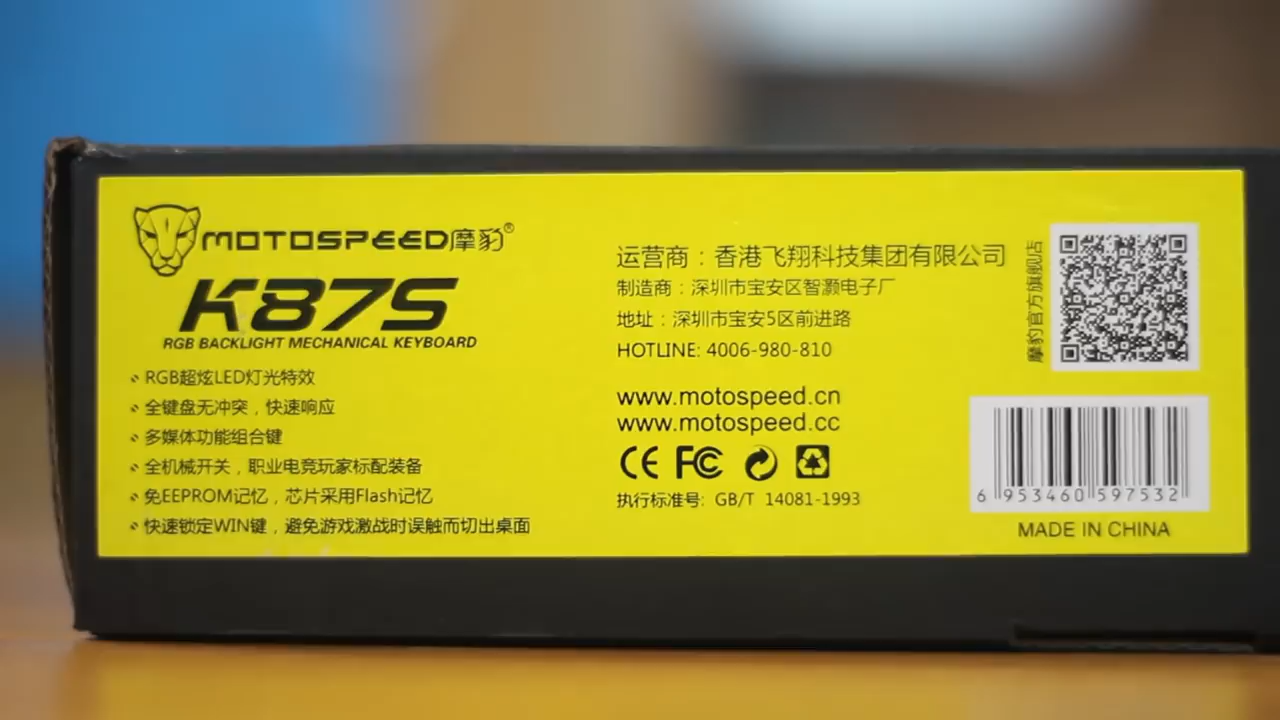 MOTOSPEED摩豹®
K87S
RGB BACKLIGHT MECHANICAL KEYBOARD
RGB超炫LED灯光特效
全键盘无冲突，快速响应
多媒体功能组合键
全机械开关，职业电竞玩家标配装备
免EEPROM记忆，芯片采用Flash记忆
快速锁定WIN键，避免游戏激战时误触而切出桌面
运营商：香港飞翔科技集团有限公司
制造商：深圳市宝安区智灏电子厂
地址：深圳市宝安5区前进路
HOTLINE: 4006-980-810
www.motospeed.cn
www.motospeed.cc
CE FC
执行标准号: GB/T 14081-1993
摩豹官方旗舰店
6 953460 597532
MADE IN CHINA